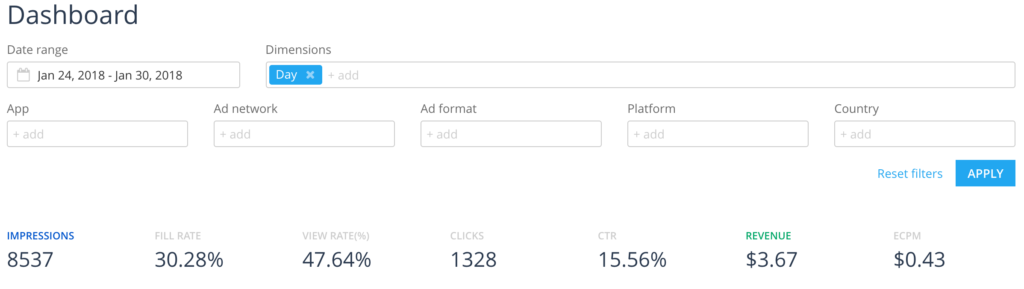 Dashboard
Date range Dimensions
Jan 24, 2018 - Jan 30, 2018 Day × + add
App Ad network Ad format Platform Country
+ add + add + add + add + add
Reset filters APPLY
IMPRESSIONS FILL RATE VIEW RATE(%) CLICKS CTR REVENUE ECPM
8537 30.28% 47.64% 1328 15.56% $3.67 $0.43